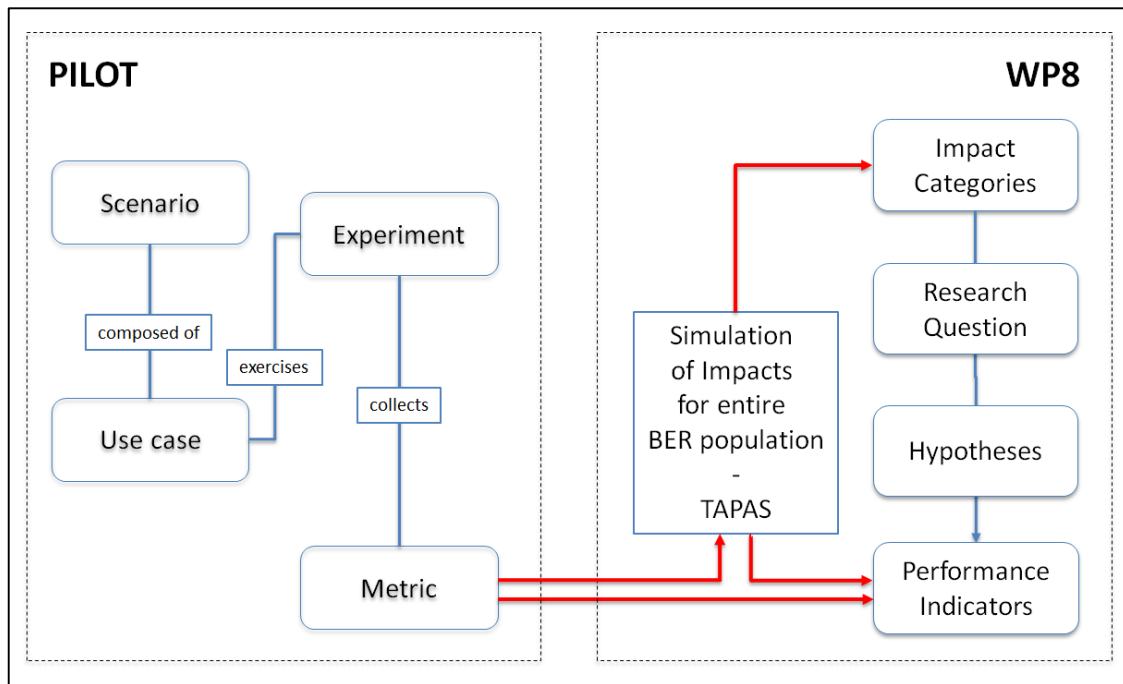 PILOT
Scenario
composed of
Use case
exercises
Experiment
collects
Metric
WP8
Impact
Categories
Research
Question
Hypotheses
Performance
Indicators
Simulation
of Impacts
for entire
BER population
-
TAPAS